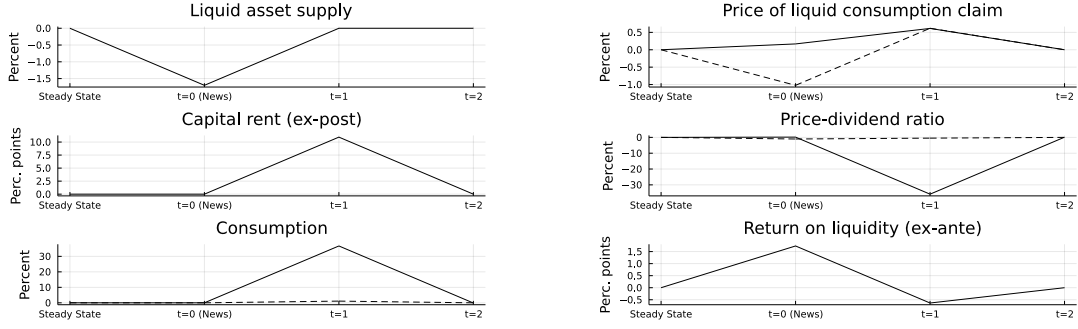 Liquid asset supply
Percent
0.0
−0.5
−1.0
−1.5
Steady State t=0 (News) t=1 t=2
Price of liquid consumption claim
Percent
0.5
0.0
−0.5
−1.0
Steady State t=0 (News) t=1 t=2
Capital rent (ex-post)
Perc. points
10.0
7.5
5.0
2.5
0.0
Steady State t=0 (News) t=1 t=2
Price-dividend ratio
Percent
0
−10
−20
−30
Steady State t=0 (News) t=1 t=2
Consumption
Percent
30
20
10
0
Steady State t=0 (News) t=1 t=2
Return on liquidity (ex-ante)
Perc. points
1.5
1.0
0.5
0.0
−0.5
Steady State t=0 (News) t=1 t=2